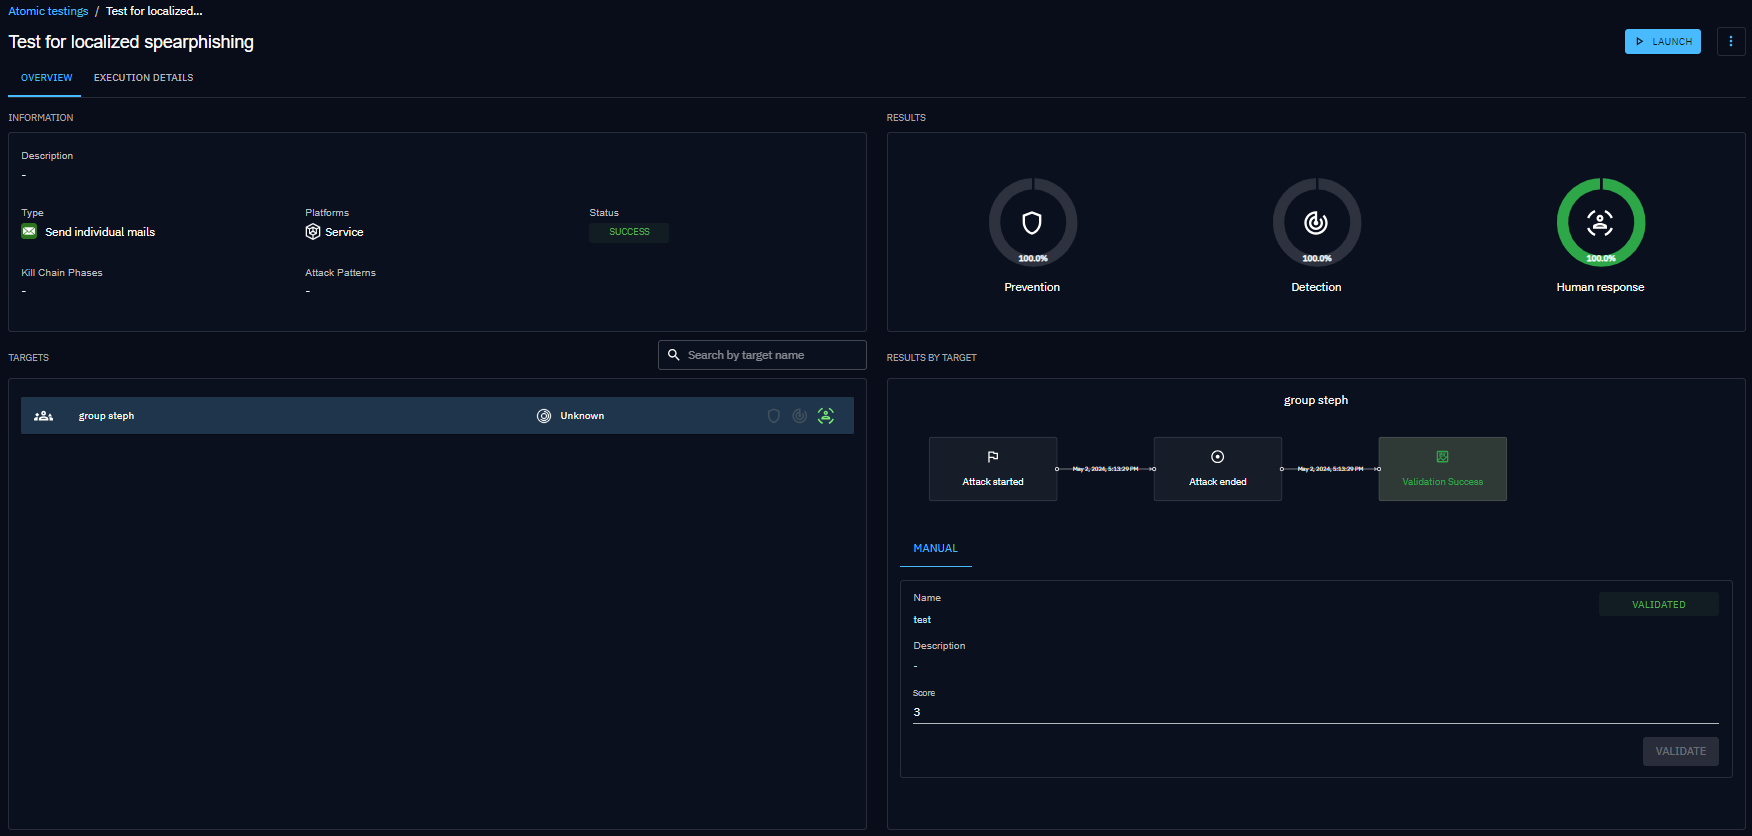 Atomic testings / Test for localized...
Test for localized spearphishing
LAUNCH
OVERVIEW EXECUTION DETAILS
INFORMATION
Description
-
Type Platforms Status
Send individual mails Service SUCCESS
Kill Chain Phases Attack Patterns
- -
RESULTS
100.0% 100.0% 100.0%
Prevention Detection Human response
TARGETS Search by target name
group steph Unknown
RESULTS BY TARGET
group steph
Attack started May 2, 2024, 5:13:29 PM Attack ended May 2, 2024, 5:13:29 PM Validation Success
MANUAL
Name
VALIDATED
test
Description
-
Score
3
VALIDATE